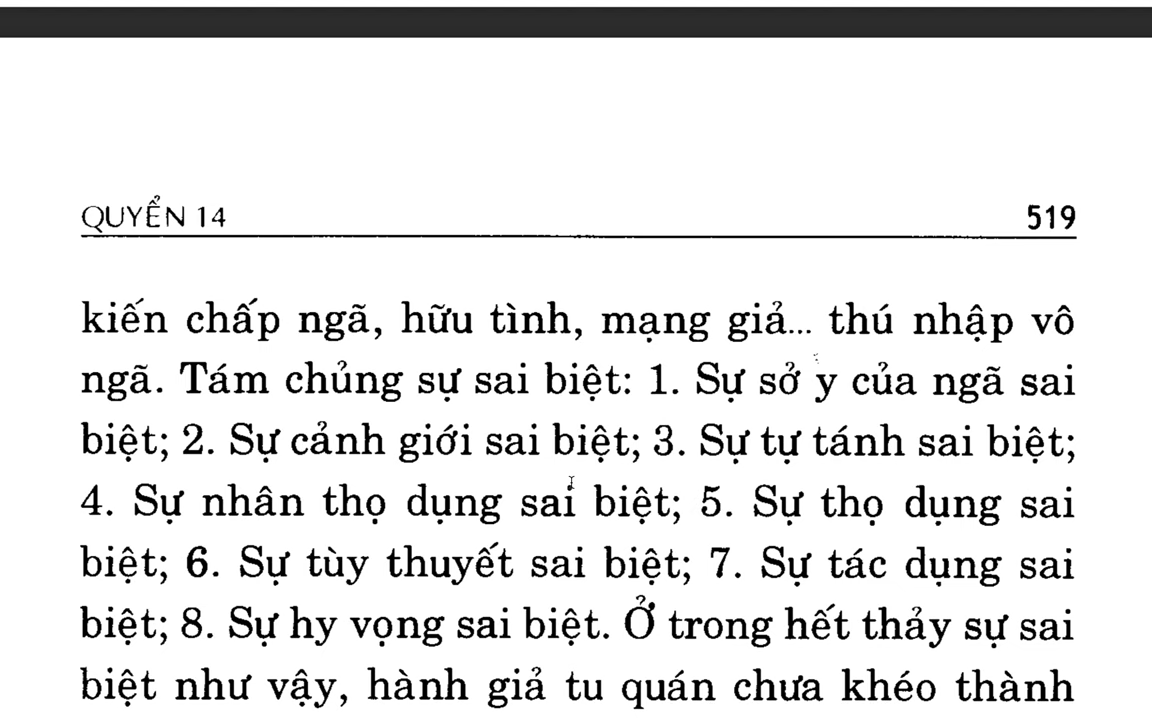 QUYỂN 14 519
kiến chấp ngã, hữu tình, mạng giả... thú nhập vô
ngã. Tám chủng sự sai biệt: 1. Sự sở y của ngã sai
biệt; 2. Sự cảnh giới sai biệt; 3. Sự tự tánh sai biệt;
4. Sự nhân thọ dụng sai biệt; 5. Sự thọ dụng sai
biệt; 6. Sự tùy thuyết sai biệt; 7. Sự tác dụng sai
biệt; 8. Sự hy vọng sai biệt. Ở trong hết thảy sự sai
biệt như vậy, hành giả tu quán chưa khéo thành